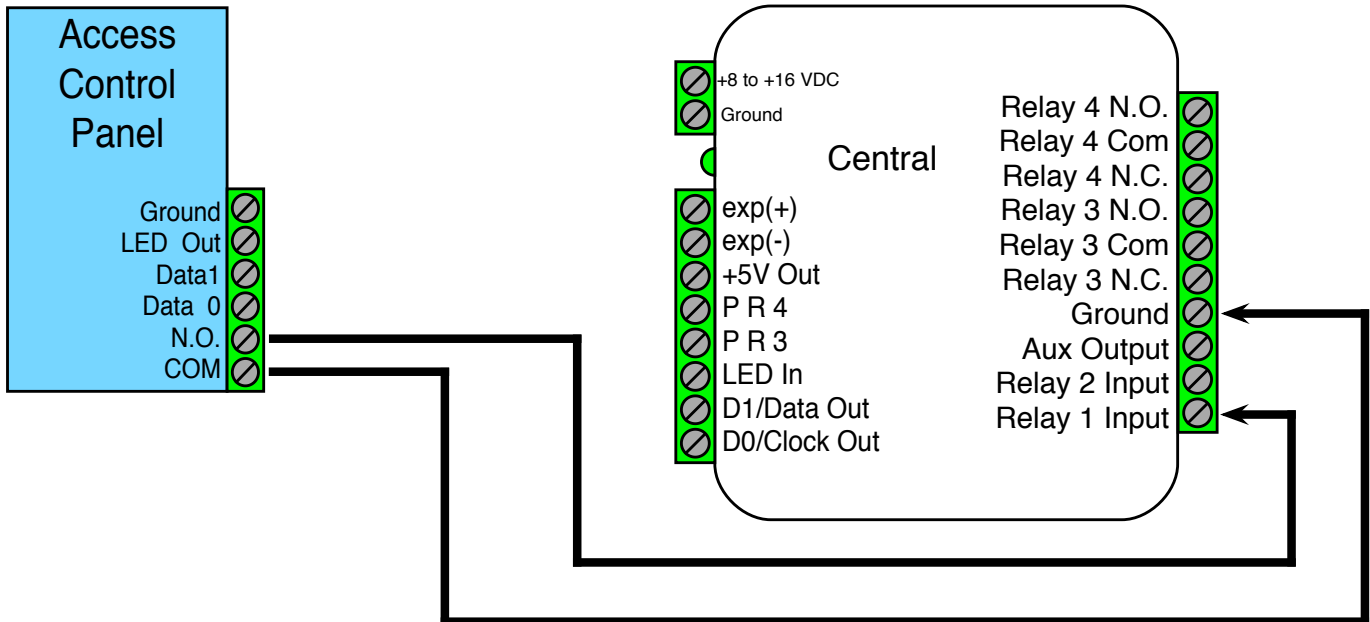 Access
Control
Panel
Ground
LED Out
Data1
Data 0
N.O.
COM
+8 to +16 VDC
Ground
Central
exp(+)
exp(-)
+5V Out
P R 4
P R 3
LED In
D1/Data Out
D0/Clock Out
Relay 4 N.O.
Relay 4 Com
Relay 4 N.C.
Relay 3 N.O.
Relay 3 Com
Relay 3 N.C.
Ground
Aux Output
Relay 2 Input
Relay 1 Input